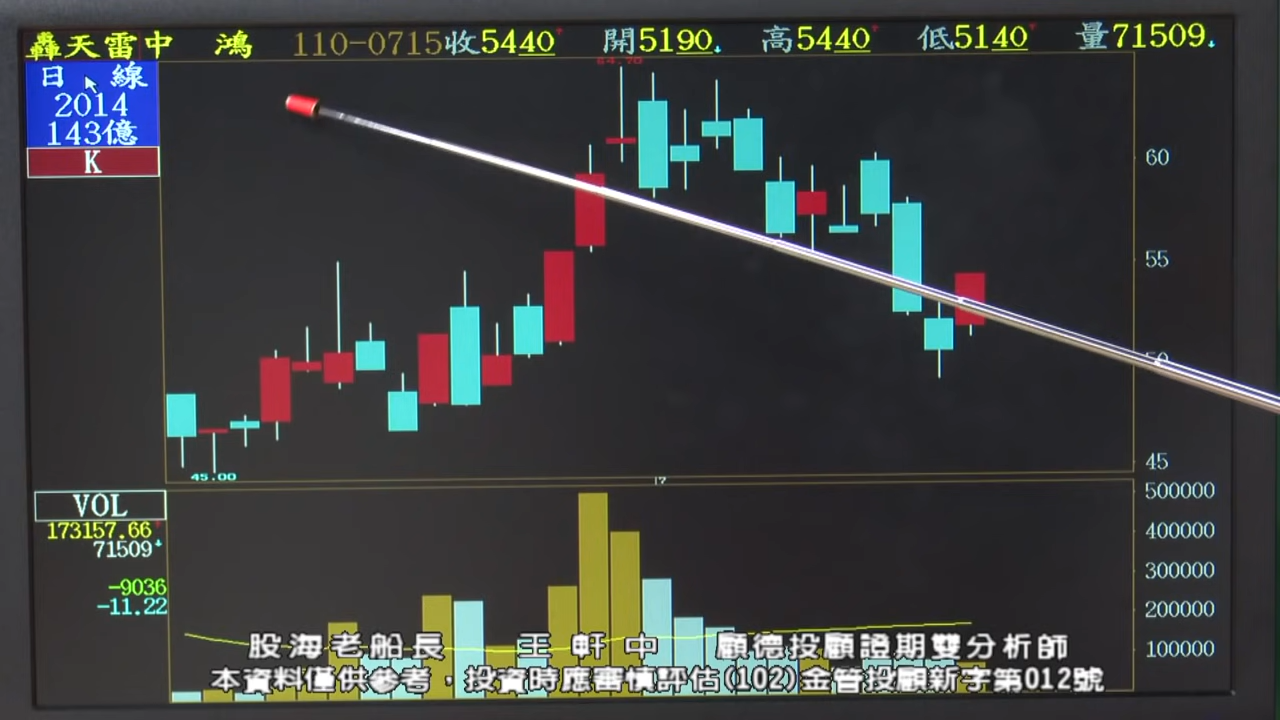 轟天雷中 鴻 110-0715收5440 開5190 高5440 低5140 量71509
日 線
2014
143億
K
64.70
60
55
50
45
45.00
7
VOL
173157.66
71509
-9036
-11.22
500000
400000
300000
200000
100000
股海老船長 王軒中 顧德投顧證期雙分析師
本資料僅供參考，投資時應審慎評估(102)金管投顧新字第012號